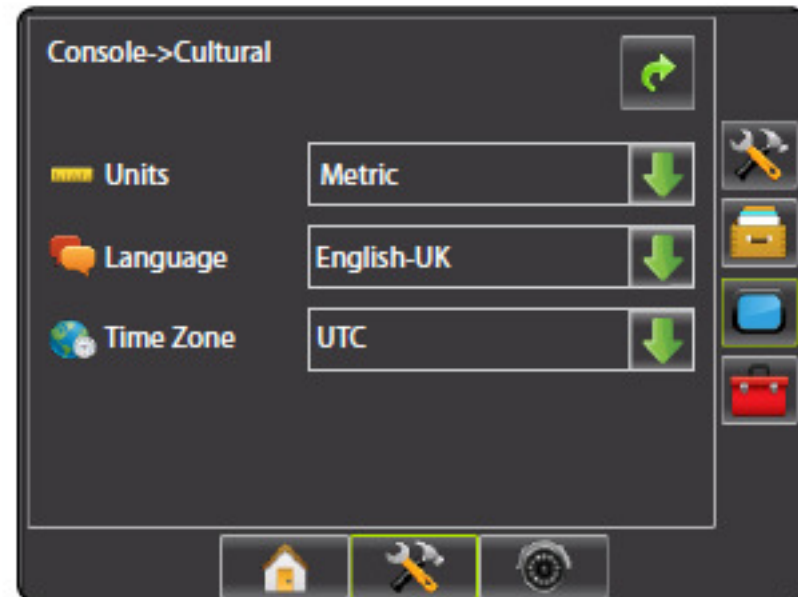 Console->Cultural
Units
Metric
Language
English-UK
Time Zone
UTC